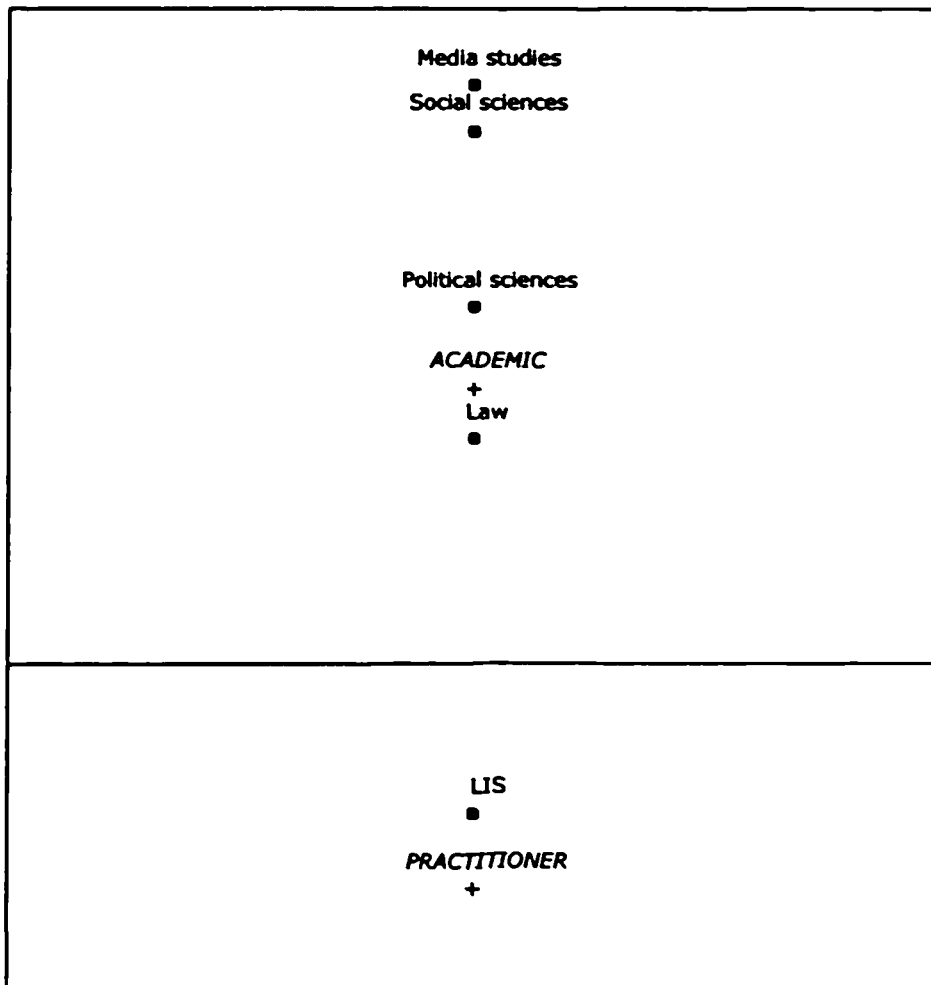 Media studies
Social sciences
Political sciences
ACADEMIC
Law
LIS
PRACTITIONER